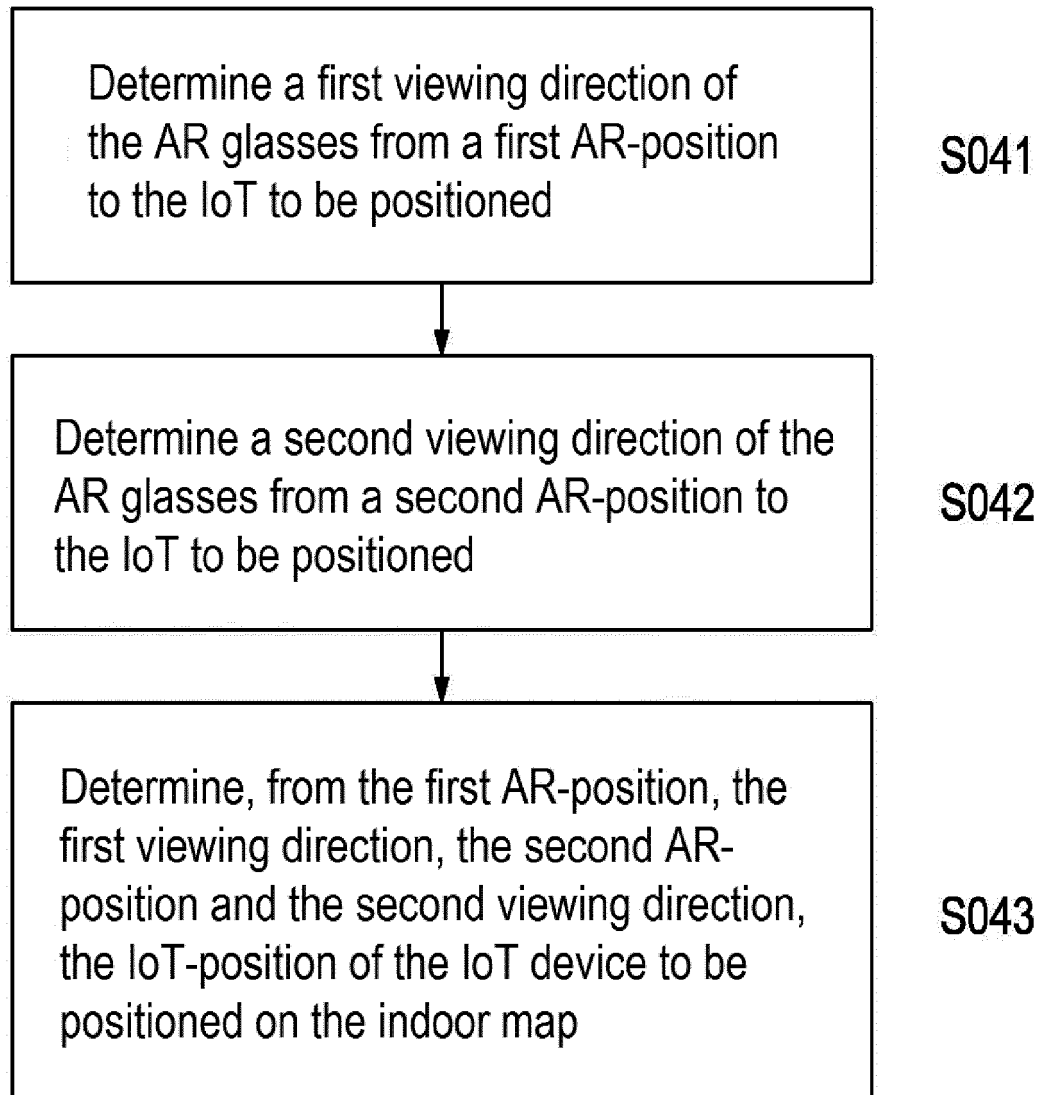 Determine a first viewing direction of
the AR glasses from a first AR-position
to the IoT to be positioned
S041
Determine a second viewing direction of the
AR glasses from a second AR-position to
the IoT to be positioned
S042
Determine, from the first AR-position, the
first viewing direction, the second AR-
position and the second viewing direction,
the IoT-position of the IoT device to be
positioned on the indoor map
S043